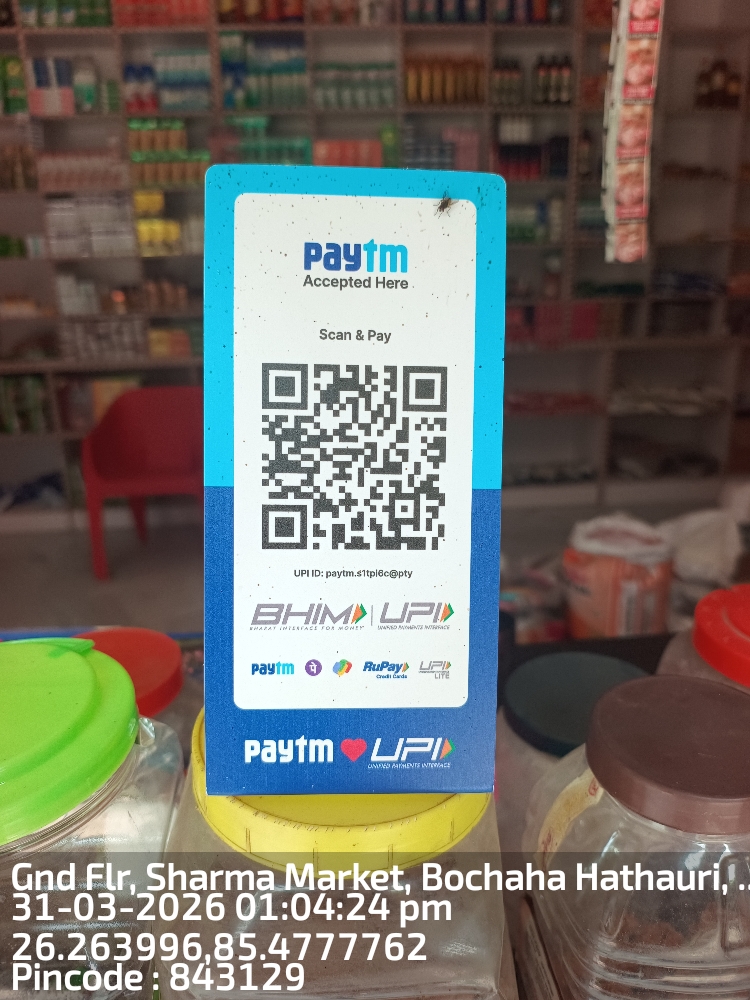 paytm
Accepted Here
Scan & Pay
UPI ID: paytm.s1tpl6c@pty
BHIM UPI
BHARAT INTERFACE FOR MONEY UNIFIED PAYMENTS INTERFACE
paytm पे RuPay UPI
Credit Cards LITE
paytm UPI
UNIFIED PAYMENTS INTERFACE
Gnd Flr, Sharma Market, Bochaha Hathauri, ..
31-03-2026 01:04:24 pm
26.263996,85.4777762
Pincode : 843129